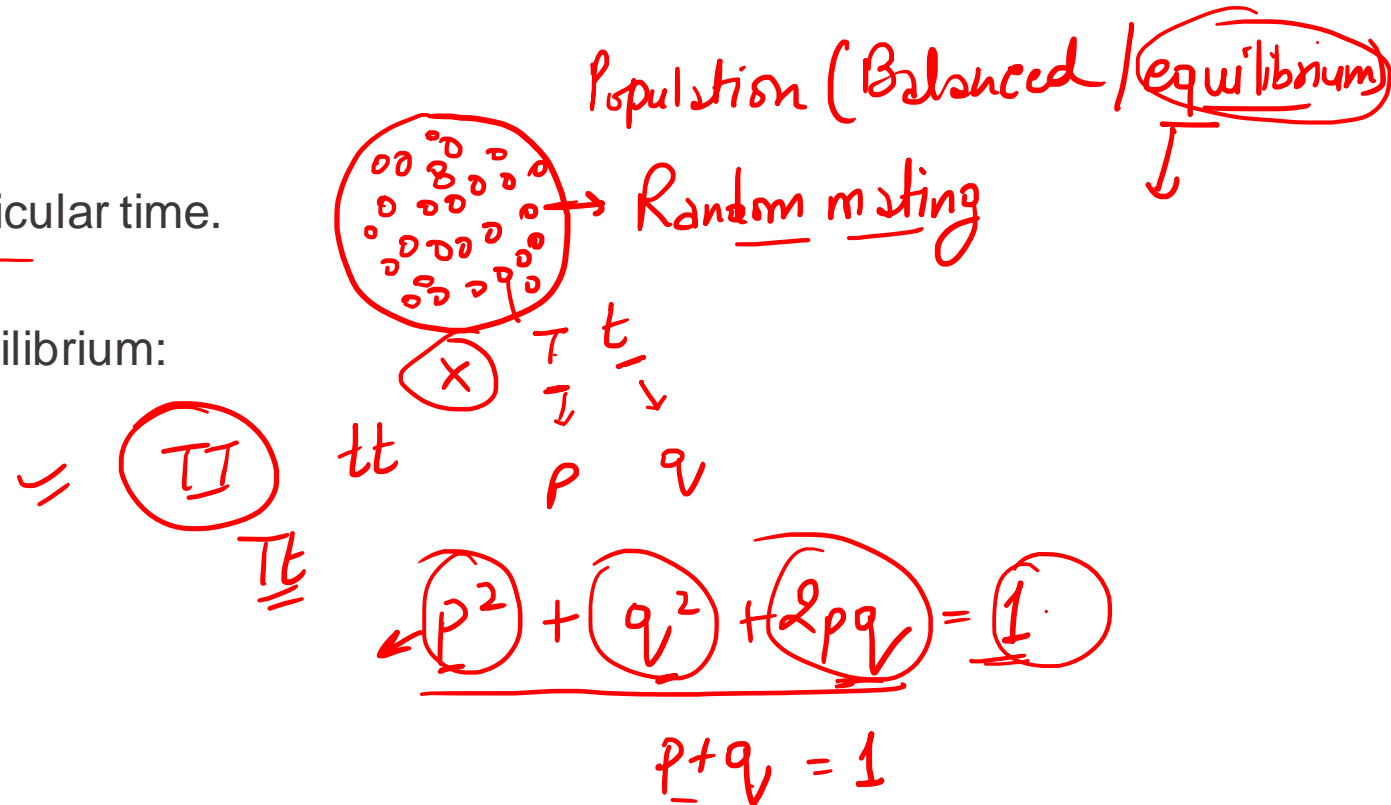 Population (Balanced / equilibrium)
icular time.
Random mating
ilibrium:
X
T t
p q
= TT tt
Tt
p² + q² + 2pq = 1
p+q = 1